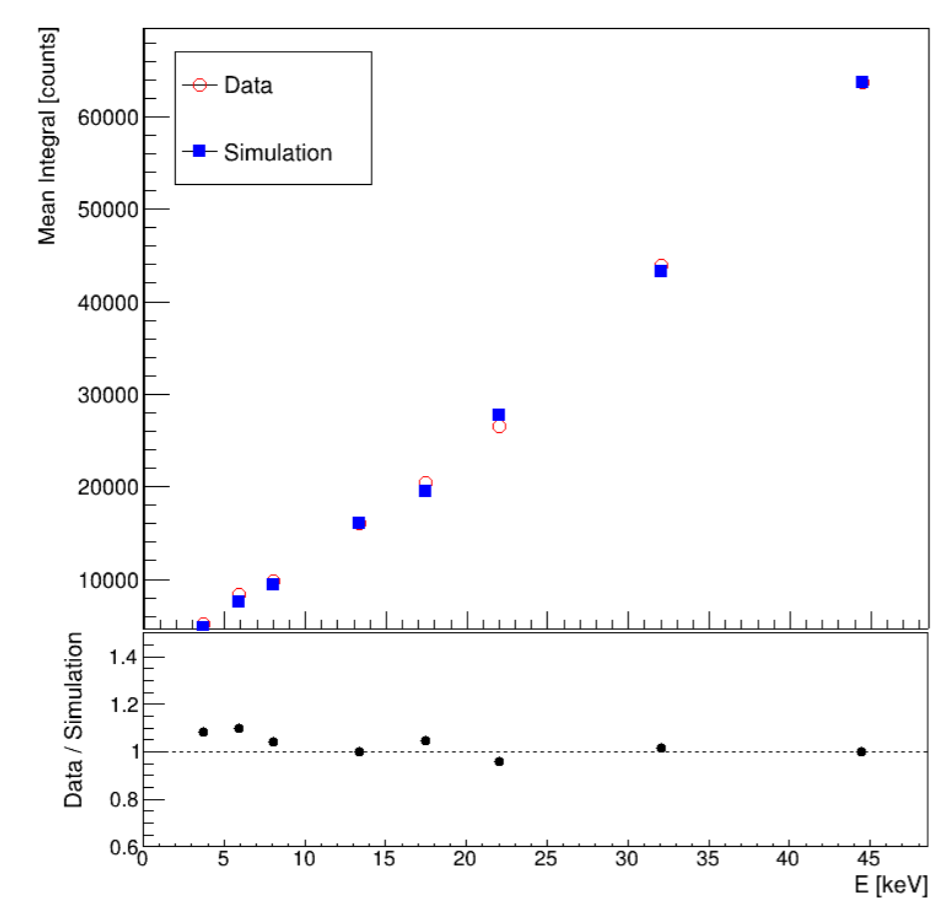 Mean Integral [counts]
60000
50000
40000
30000
20000
10000
Data
Simulation
Data / Simulation
1.4
1.2
1
0.8
0.6
0 5 10 15 20 25 30 35 40 45
E [keV]